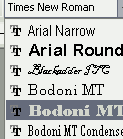 Times New Roman
Arial Narrow
Arial Round
Blackadder ITC
Bodoni MT
Bodoni MT
Bodoni MT Condense